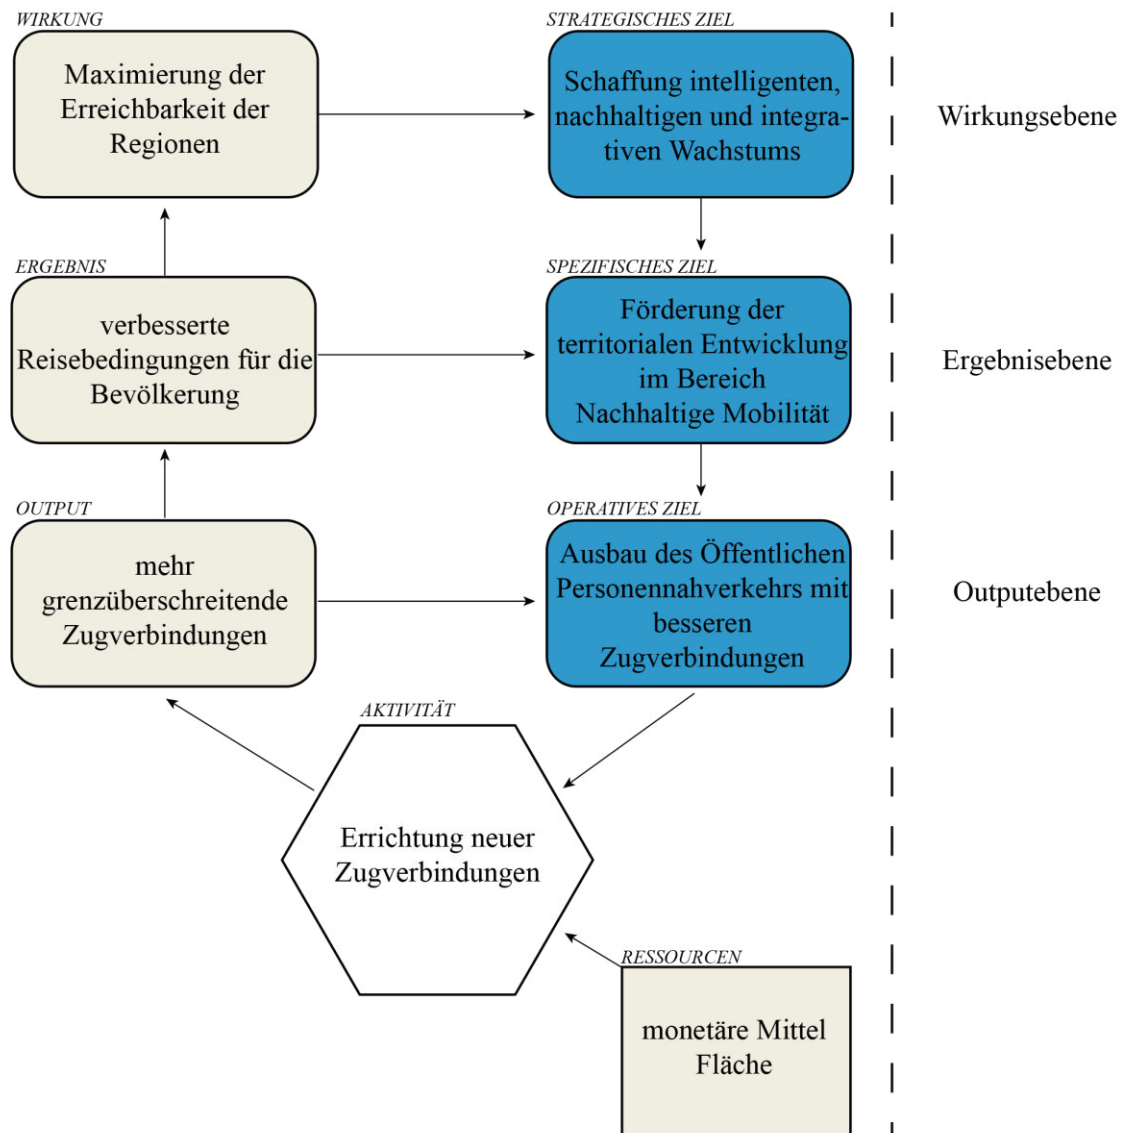 WIRKUNG
Maximierung der
Erreichbarkeit der
Regionen
STRATEGISCHES ZIEL
Schaffung intelligenten,
nachhaltigen und integra-
tiven Wachstums
Wirkungsebene
ERGEBNIS
verbesserte
Reisebedingungen für die
Bevölkerung
SPEZIFISCHES ZIEL
Förderung der
territorialen Entwicklung
im Bereich
Nachhaltige Mobilität
Ergebnisebene
OUTPUT
mehr
grenzüberschreitende
Zugverbindungen
OPERATIVES ZIEL
Ausbau des Öffentlichen
Personennahverkehrs mit
besseren
Zugverbindungen
Outputebene
AKTIVITÄT
Errichtung neuer
Zugverbindungen
RESSOURCEN
monetäre Mittel
Fläche